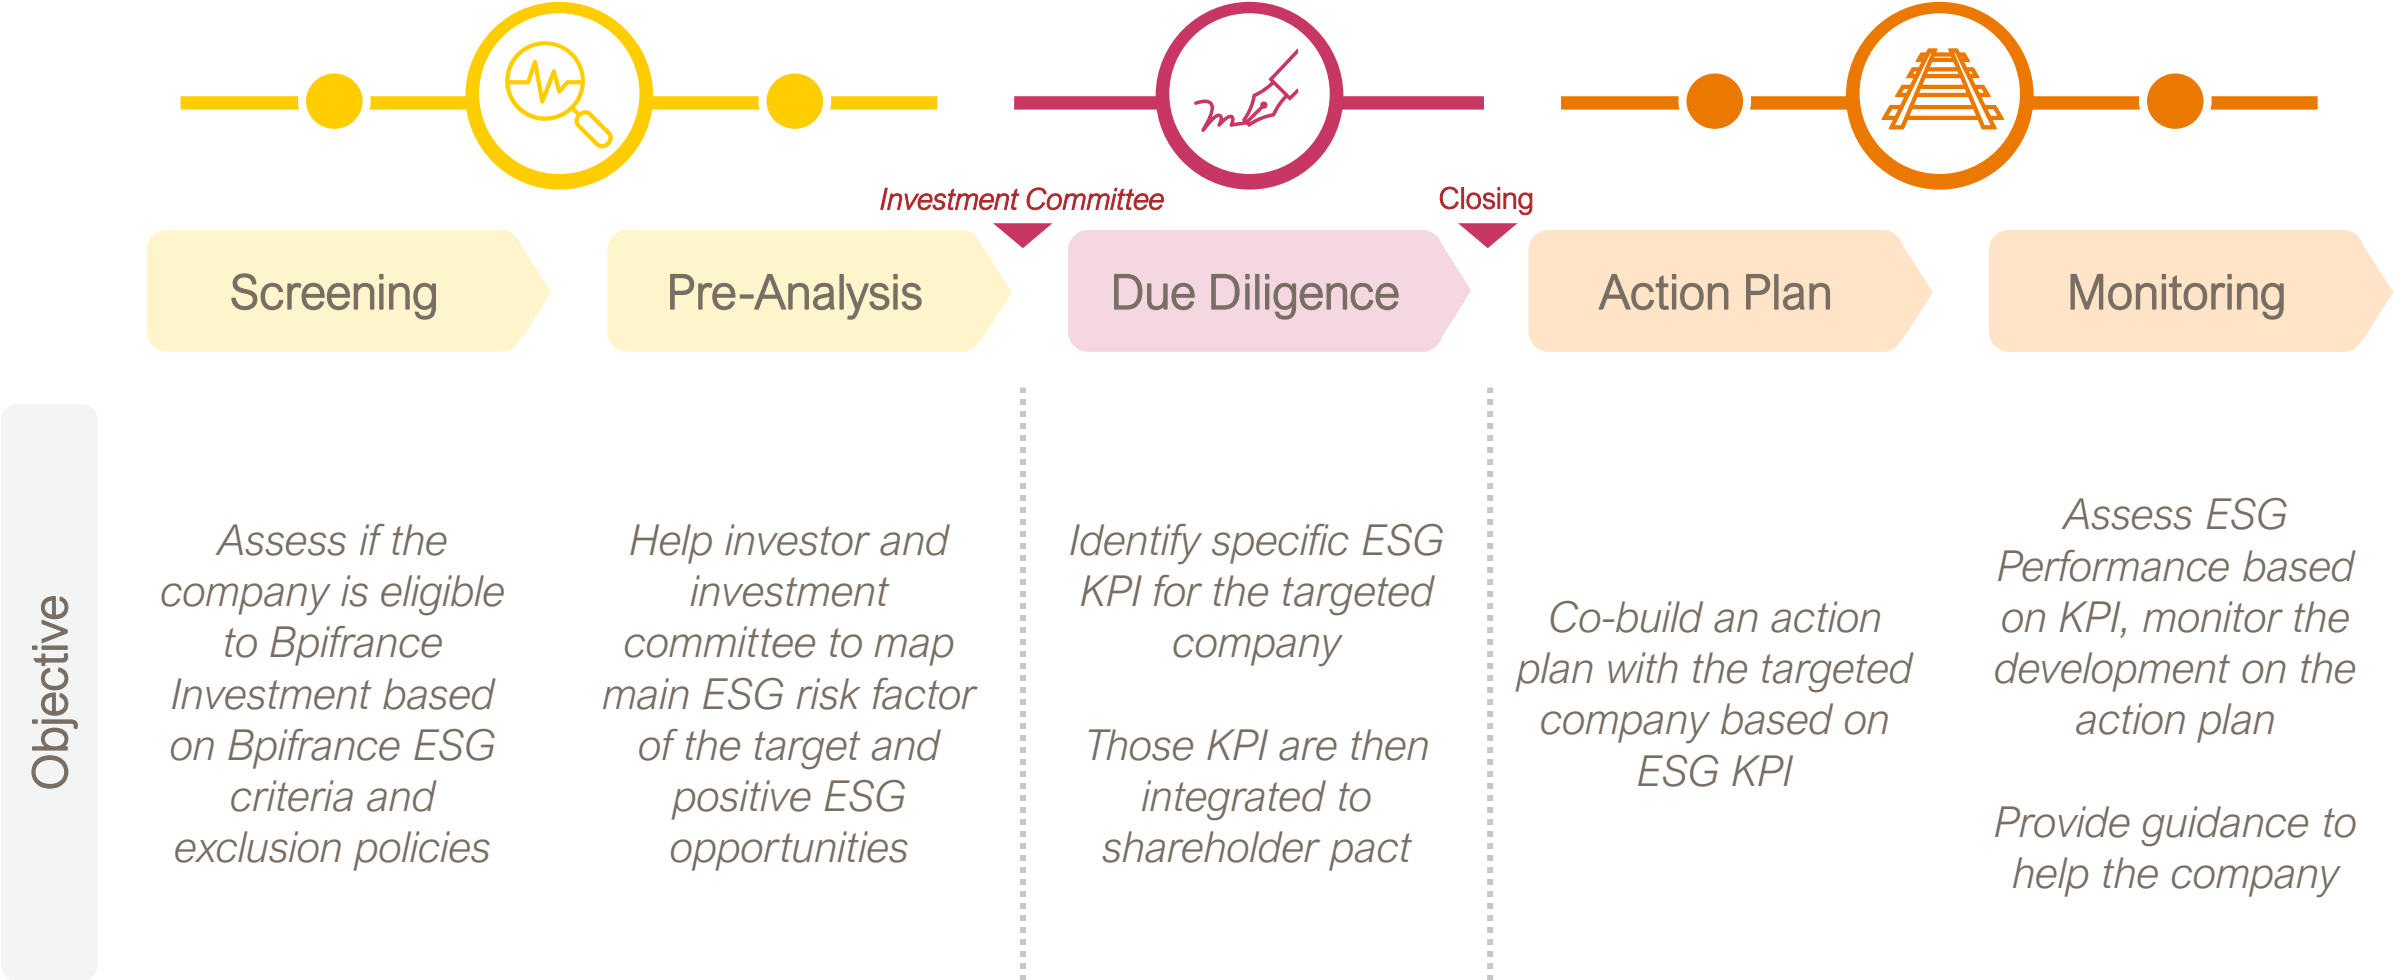 Investment Committee
Closing
Screening
Pre-Analysis
Due Diligence
Action Plan
Monitoring
Objective
Assess if the
company is eligible
to Bpifrance
Investment based
on Bpifrance ESG
criteria and
exclusion policies
Help investor and
investment
committee to map
main ESG risk factor
of the target and
positive ESG
opportunities
Identify specific ESG
KPI for the targeted
company
Those KPI are then
integrated to
shareholder pact
Co-build an action
plan with the targeted
company based on
ESG KPI
Assess ESG
Performance based
on KPI, monitor the
development on the
action plan
Provide guidance to
help the company